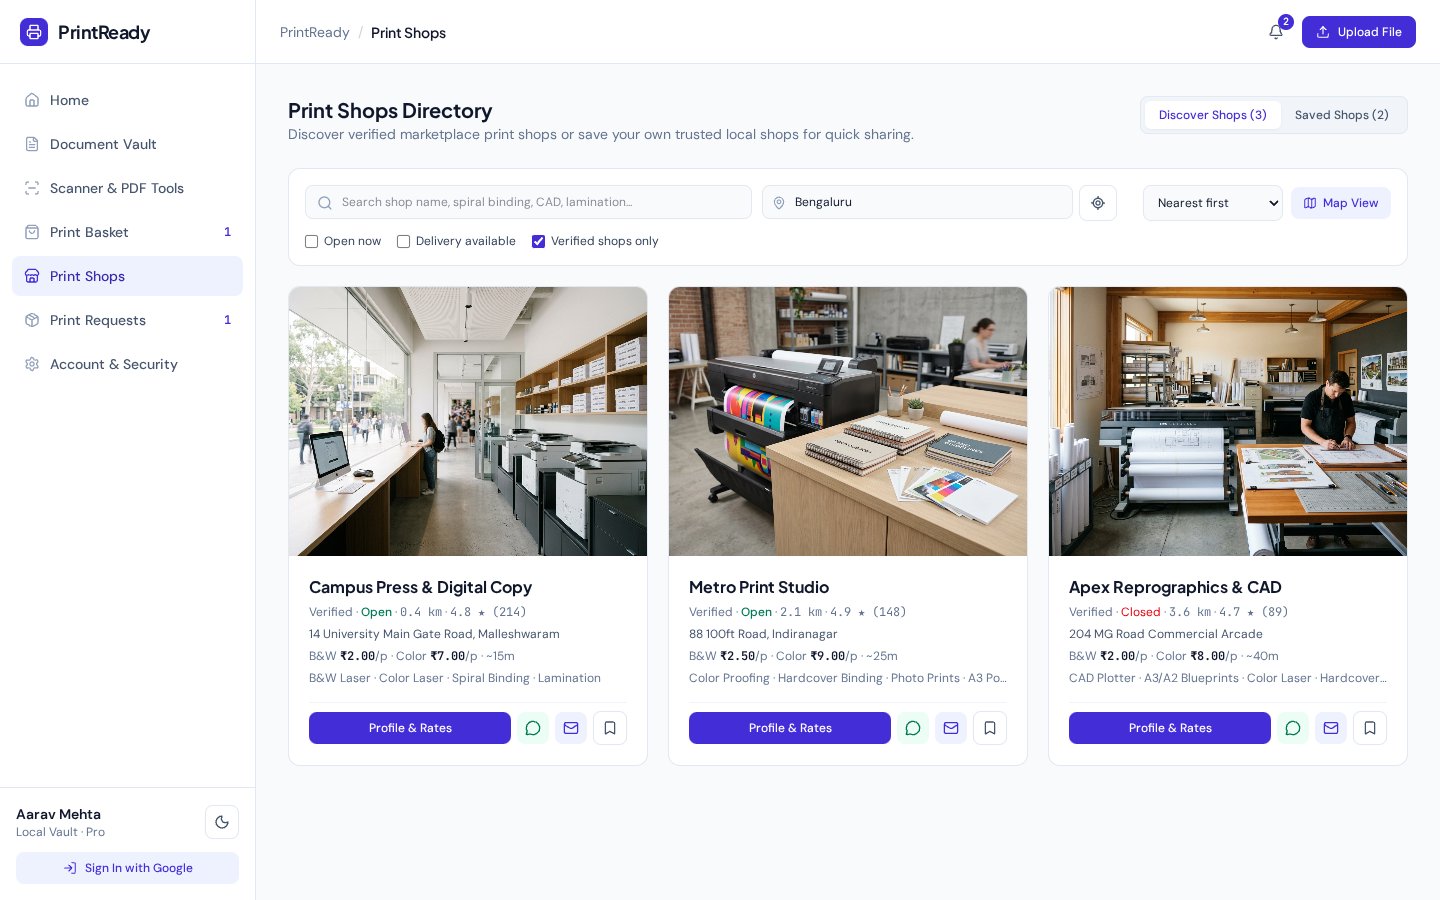 PrintReady
PrintReady / Print Shops
2
Upload File
Home
Document Vault
Scanner & PDF Tools
Print Basket 1
Print Shops
Print Requests 1
Account & Security
Print Shops Directory
Discover verified marketplace print shops or save your own trusted local shops for quick sharing.
Discover Shops (3)
Saved Shops (2)
Search shop name, spiral binding, CAD, lamination...
Bengaluru
Nearest first
Map View
Open now
Delivery available
Verified shops only
Campus Press & Digital Copy
Verified · Open · 0.4 km · 4.8 ★ (214)
14 University Main Gate Road, Malleshwaram
B&W ₹2.00/p · Color ₹7.00/p · ~15m
B&W Laser · Color Laser · Spiral Binding · Lamination
Profile & Rates
Metro Print Studio
Verified · Open · 2.1 km · 4.9 ★ (148)
88 100ft Road, Indiranagar
B&W ₹2.50/p · Color ₹9.00/p · ~25m
Color Proofing · Hardcover Binding · Photo Prints · A3 Po...
Profile & Rates
Apex Reprographics & CAD
Verified · Closed · 3.6 km · 4.7 ★ (89)
204 MG Road Commercial Arcade
B&W ₹2.00/p · Color ₹8.00/p · ~40m
CAD Plotter · A3/A2 Blueprints · Color Laser · Hardcover...
Profile & Rates
Aarav Mehta
Local Vault · Pro
Sign In with Google